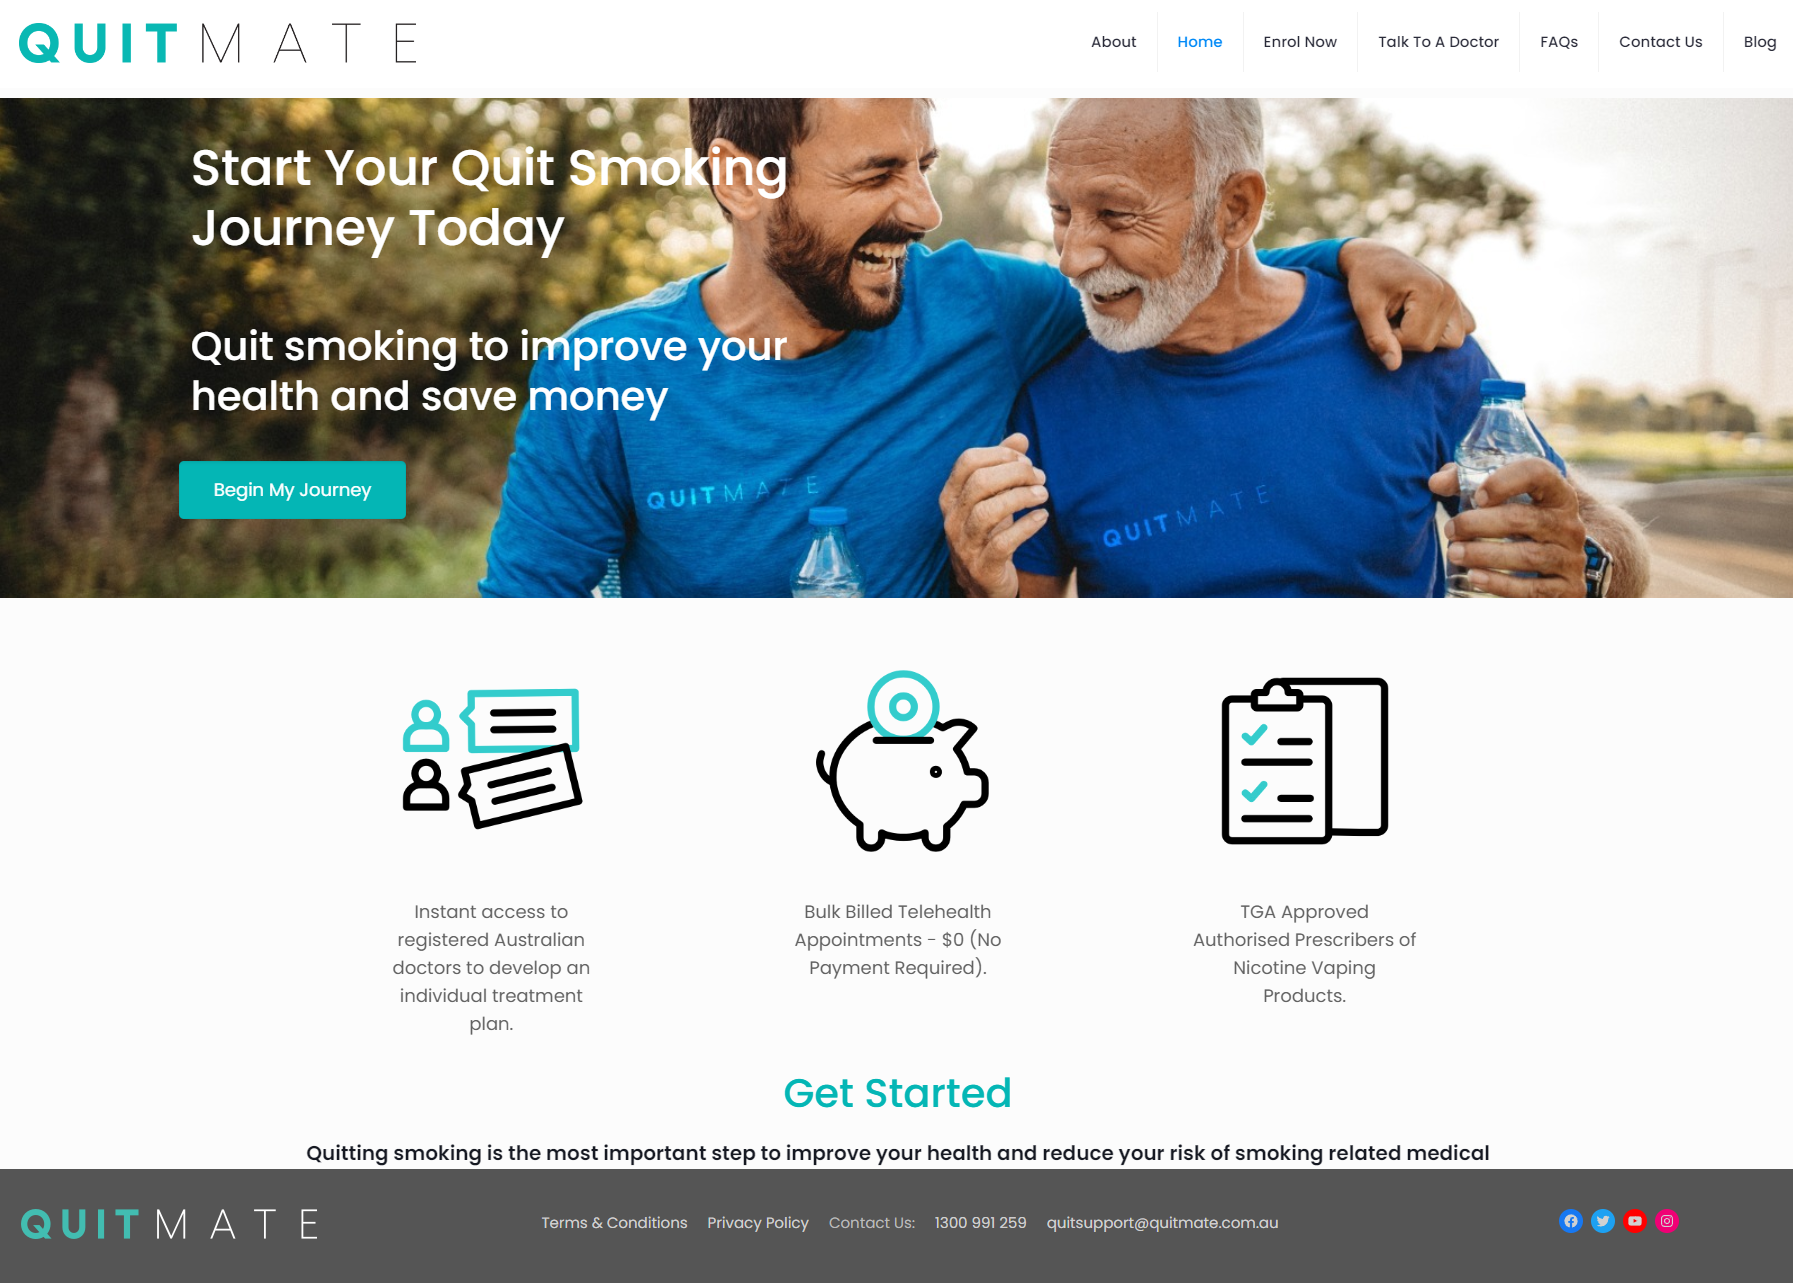 QUITMATE
About
Home
Enrol Now
Talk To A Doctor
FAQs
Contact Us
Blog
Start Your Quit Smoking
Journey Today
Quit smoking to improve your
health and save money
Begin My Journey
QUITMATE
QUITMATE
Instant access to
registered Australian
doctors to develop an
individual treatment
plan.
Bulk Billed Telehealth
Appointments - $0 (No
Payment Required).
TGA Approved
Authorised Prescribers of
Nicotine Vaping
Products.
Get Started
Quitting smoking is the most important step to improve your health and reduce your risk of smoking related medical
QUITMATE
Terms & Conditions
Privacy Policy
Contact Us:
1300 991 259
quitsupport@quitmate.com.au